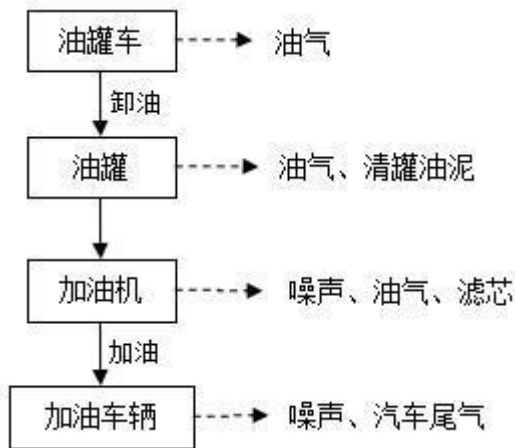 油罐车 油气
卸油
油罐 油气、清罐油泥
加油机 噪声、油气、滤芯
加油
加油车辆 噪声、汽车尾气